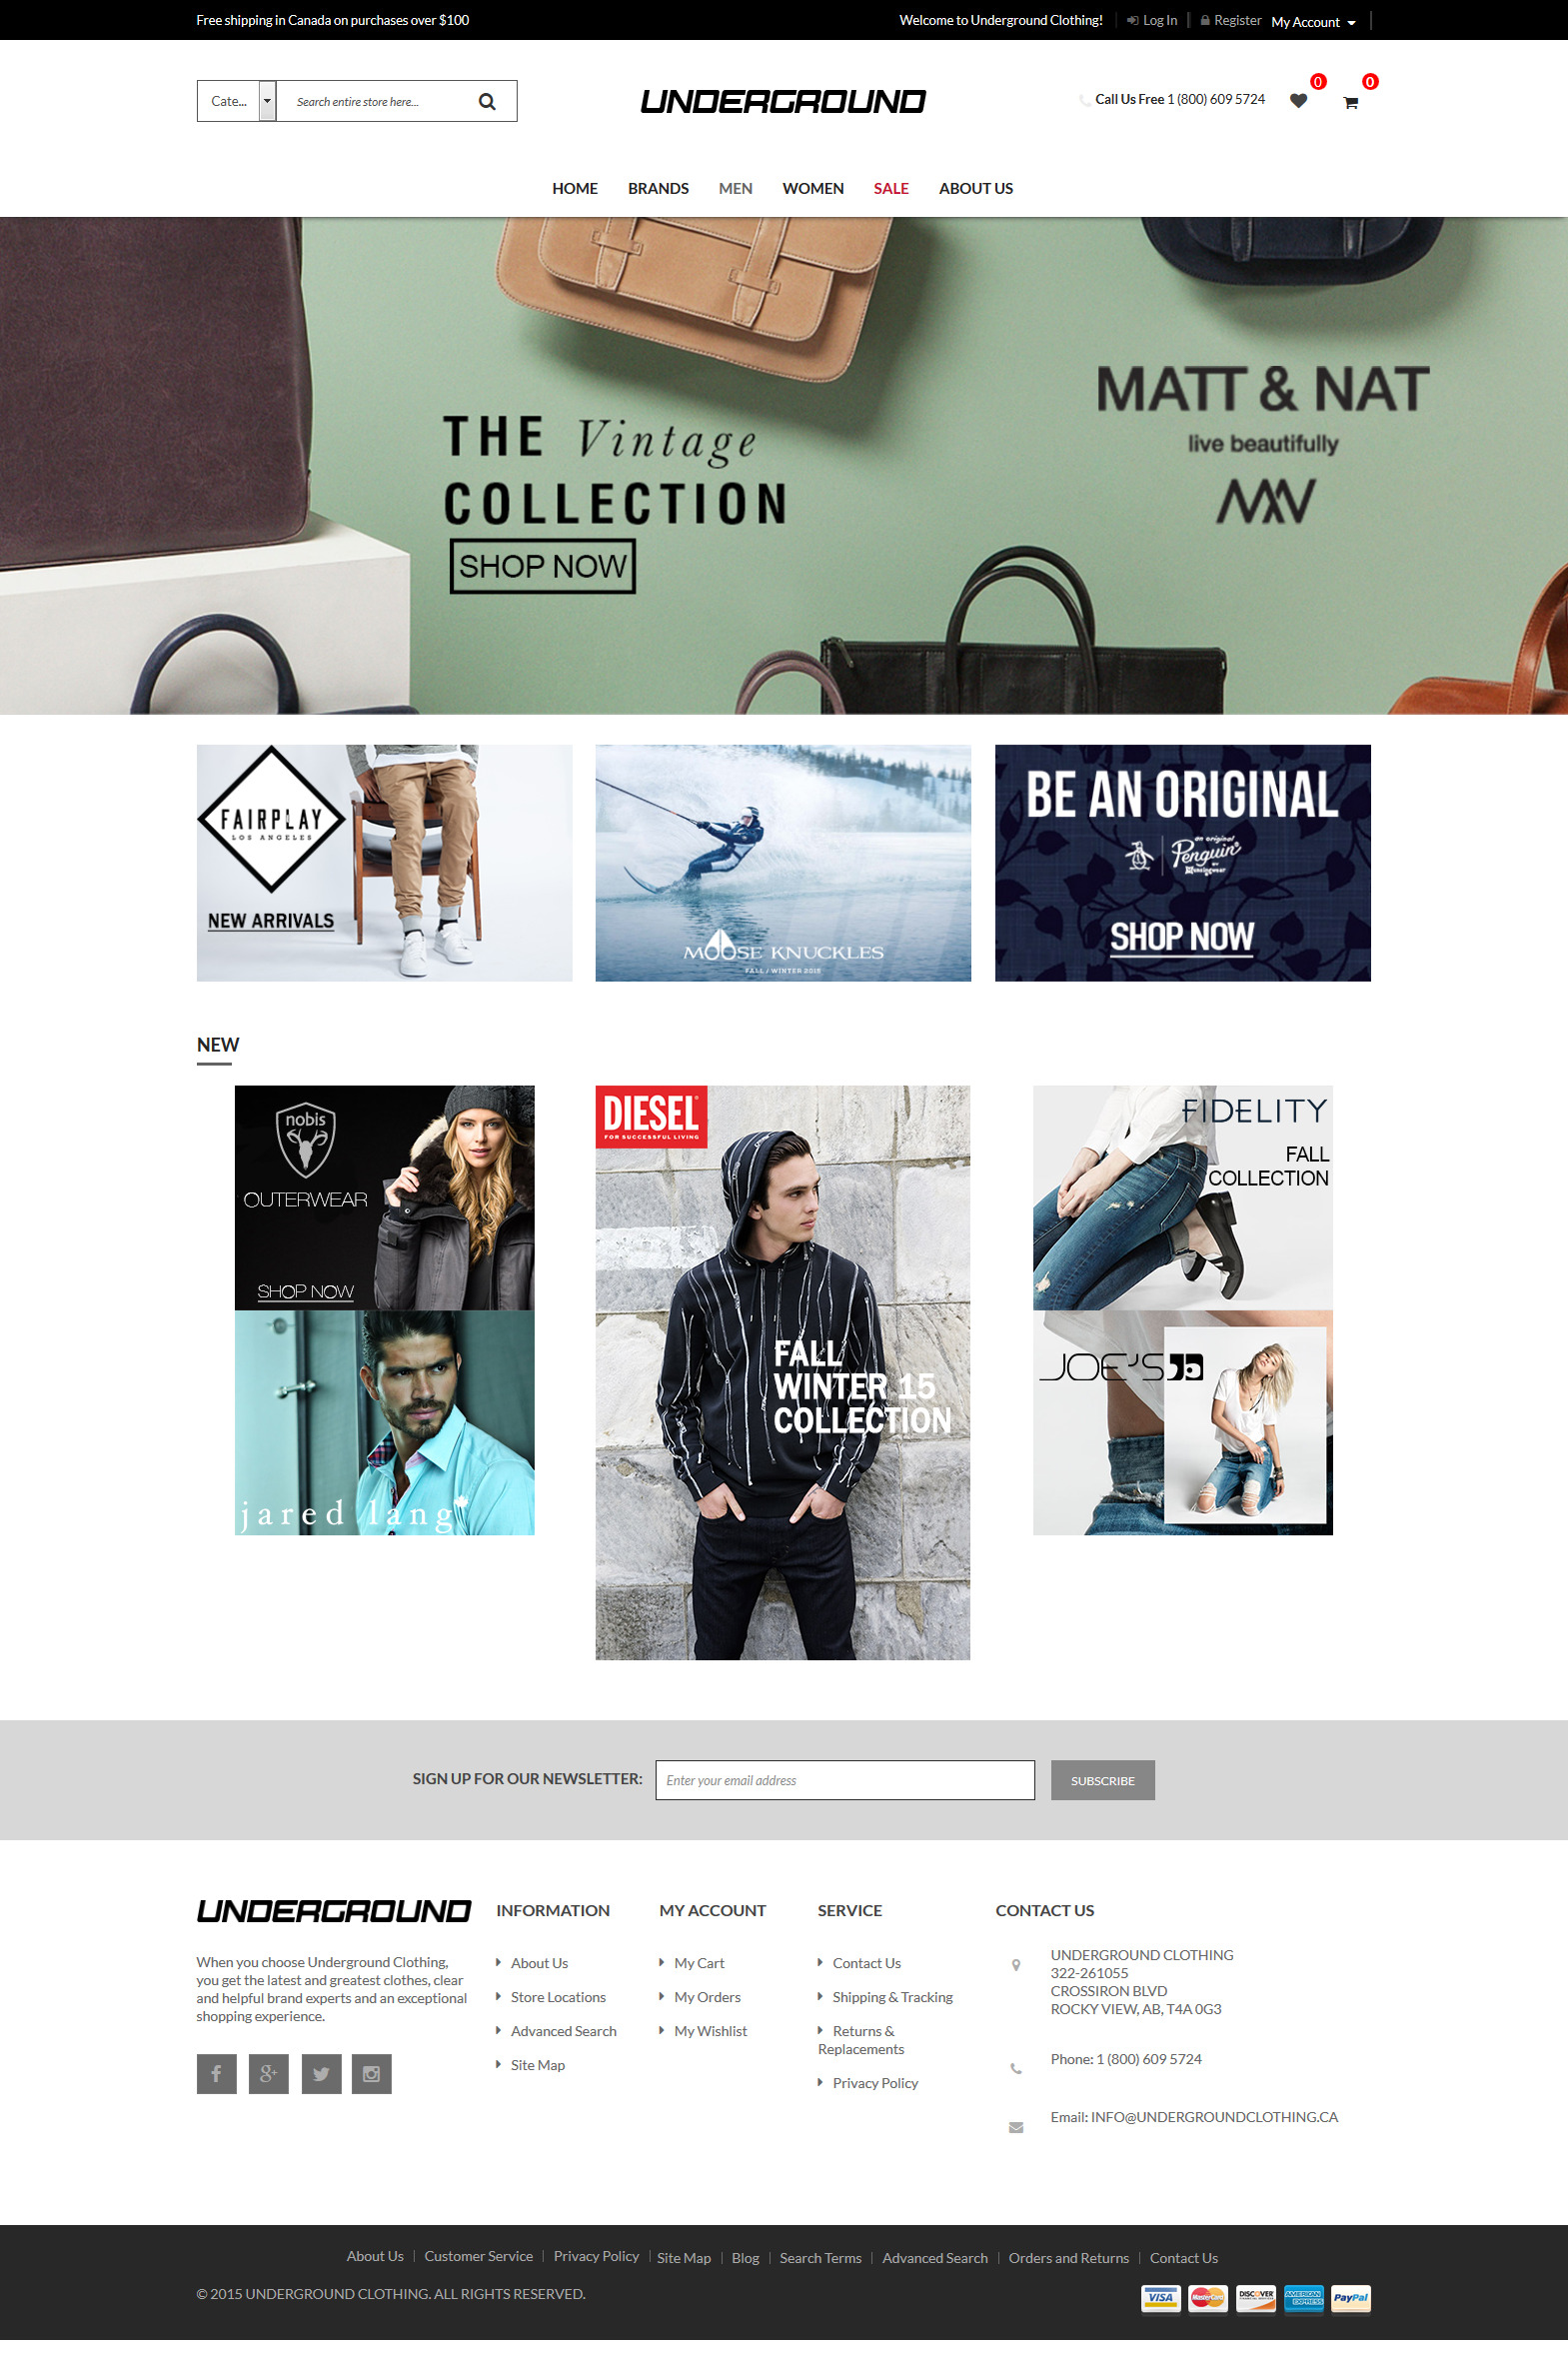 Free shipping in Canada on purchases over $100
Welcome to Underground Clothing!
Log In
Register
My Account
Cate...
Search entire store here...
UNDERGROUND
Call Us Free 1 (800) 609 5724
0
0
HOME
BRANDS
MEN
WOMEN
SALE
ABOUT US
THE Vintage
COLLECTION
SHOP NOW
MATT & NAT
live beautifully
FAIRPLAY
LOS ANGELES
NEW ARRIVALS
MOOSE KNUCKLES
FALL / WINTER 2015
BE AN ORIGINAL
an original
Penguin
BY
Munsingwear
SHOP NOW
NEW
nobis
OUTERWEAR
SHOP NOW
jared lang
DIESEL
FOR SUCCESSFUL LIVING
FALL
WINTER 15
COLLECTION
FIDELITY
FALL
COLLECTION
JOE'S
SIGN UP FOR OUR NEWSLETTER:
Enter your email address
SUBSCRIBE
UNDERGROUND
When you choose Underground Clothing,
you get the latest and greatest clothes, clear
and helpful brand experts and an exceptional
shopping experience.
INFORMATION
About Us
Store Locations
Advanced Search
Site Map
MY ACCOUNT
My Cart
My Orders
My Wishlist
SERVICE
Contact Us
Shipping & Tracking
Returns &
Replacements
Privacy Policy
CONTACT US
UNDERGROUND CLOTHING
322-261055
CROSSIRON BLVD
ROCKY VIEW, AB, T4A 0G3
Phone: 1 (800) 609 5724
Email: INFO@UNDERGROUNDCLOTHING.CA
About Us
Customer Service
Privacy Policy
Site Map
Blog
Search Terms
Advanced Search
Orders and Returns
Contact Us
© 2015 UNDERGROUND CLOTHING. ALL RIGHTS RESERVED.
VISA
MasterCard
DISCOVER
AMERICAN
EXPRESS
PayPal